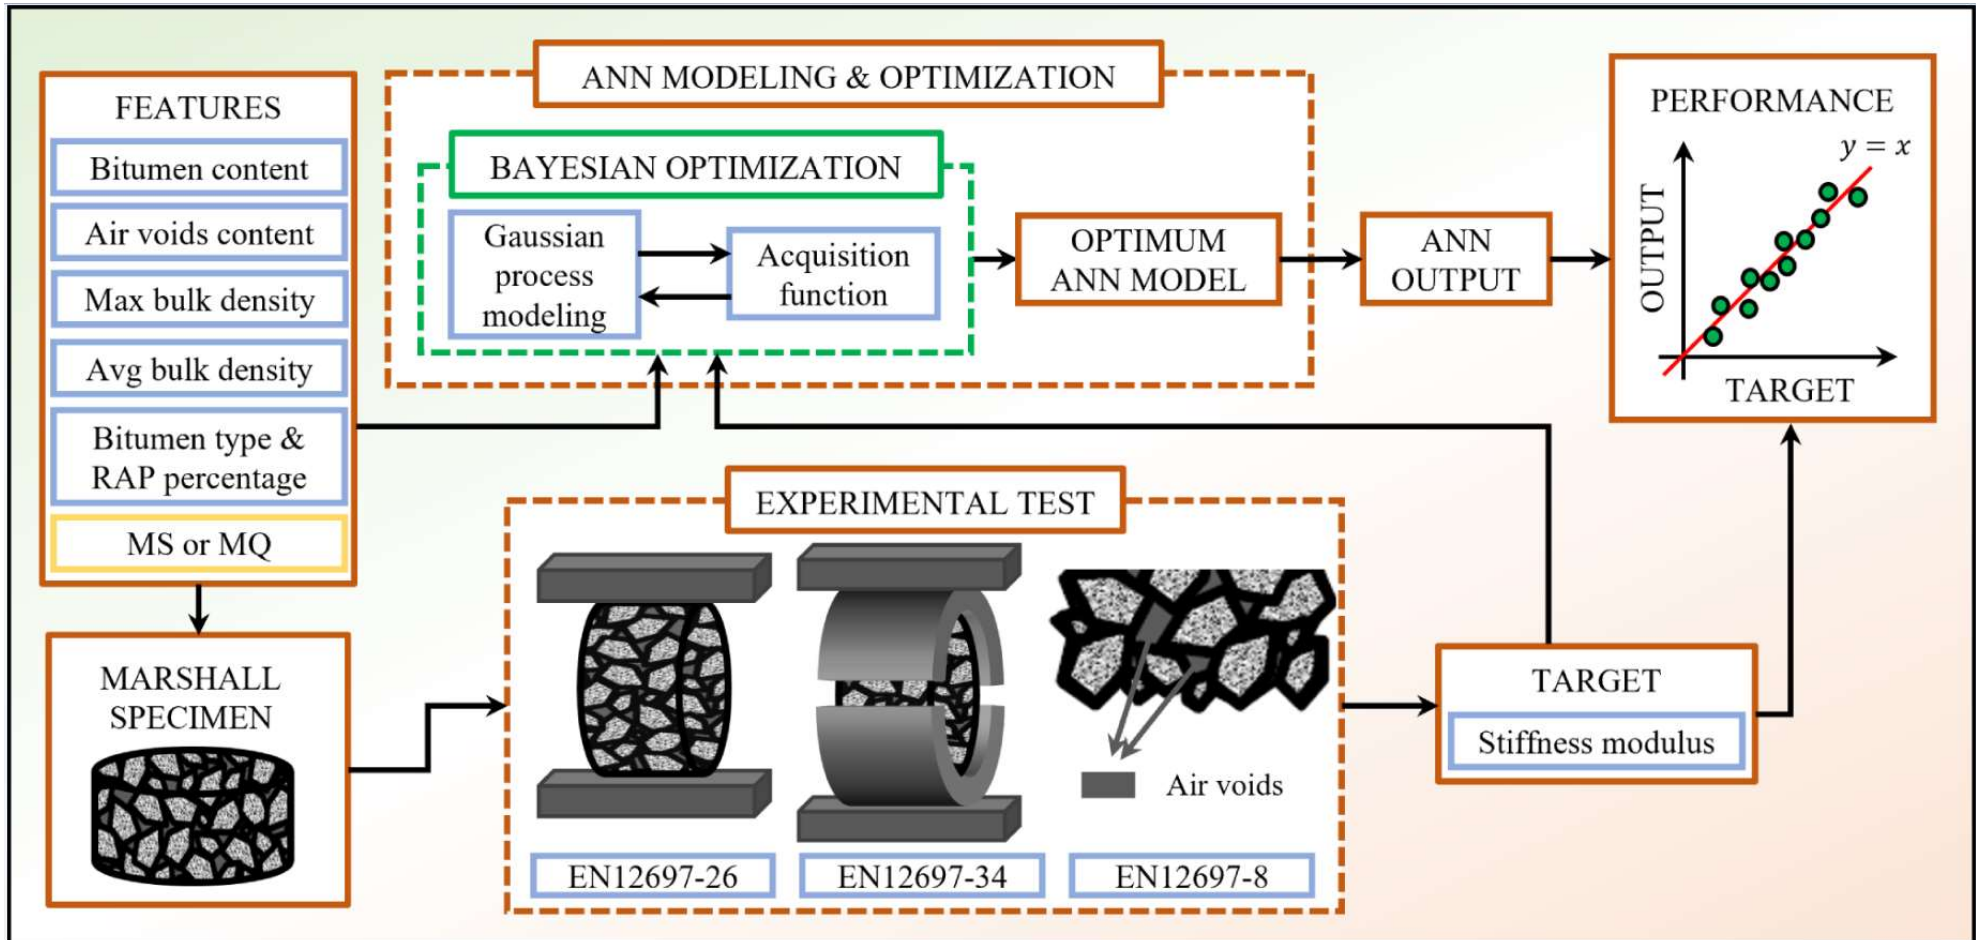 FEATURES
Bitumen content
Air voids content
Max bulk density
Avg bulk density
Bitumen type &
RAP percentage
MS or MQ
MARSHALL
SPECIMEN
ANN MODELING & OPTIMIZATION
BAYESIAN OPTIMIZATION
Gaussian
process
modeling
Acquisition
function
OPTIMUM
ANN MODEL
ANN
OUTPUT
PERFORMANCE
y = x
OUTPUT
TARGET
EXPERIMENTAL TEST
Air voids
EN12697-26
EN12697-34
EN12697-8
TARGET
Stiffness modulus